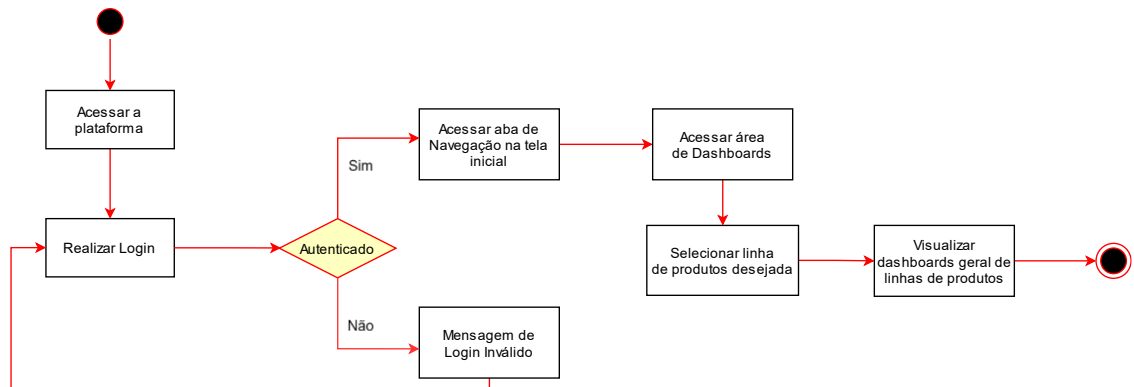 Acessar a
plataforma
Realizar Login
Autenticado
Sim
Acessar aba de
Navegação na tela
inicial
Acessar área
de Dashboards
Selecionar linha
de produtos desejada
Visualizar
dashboards geral de
linhas de produtos
Não
Mensagem de
Login Inválido